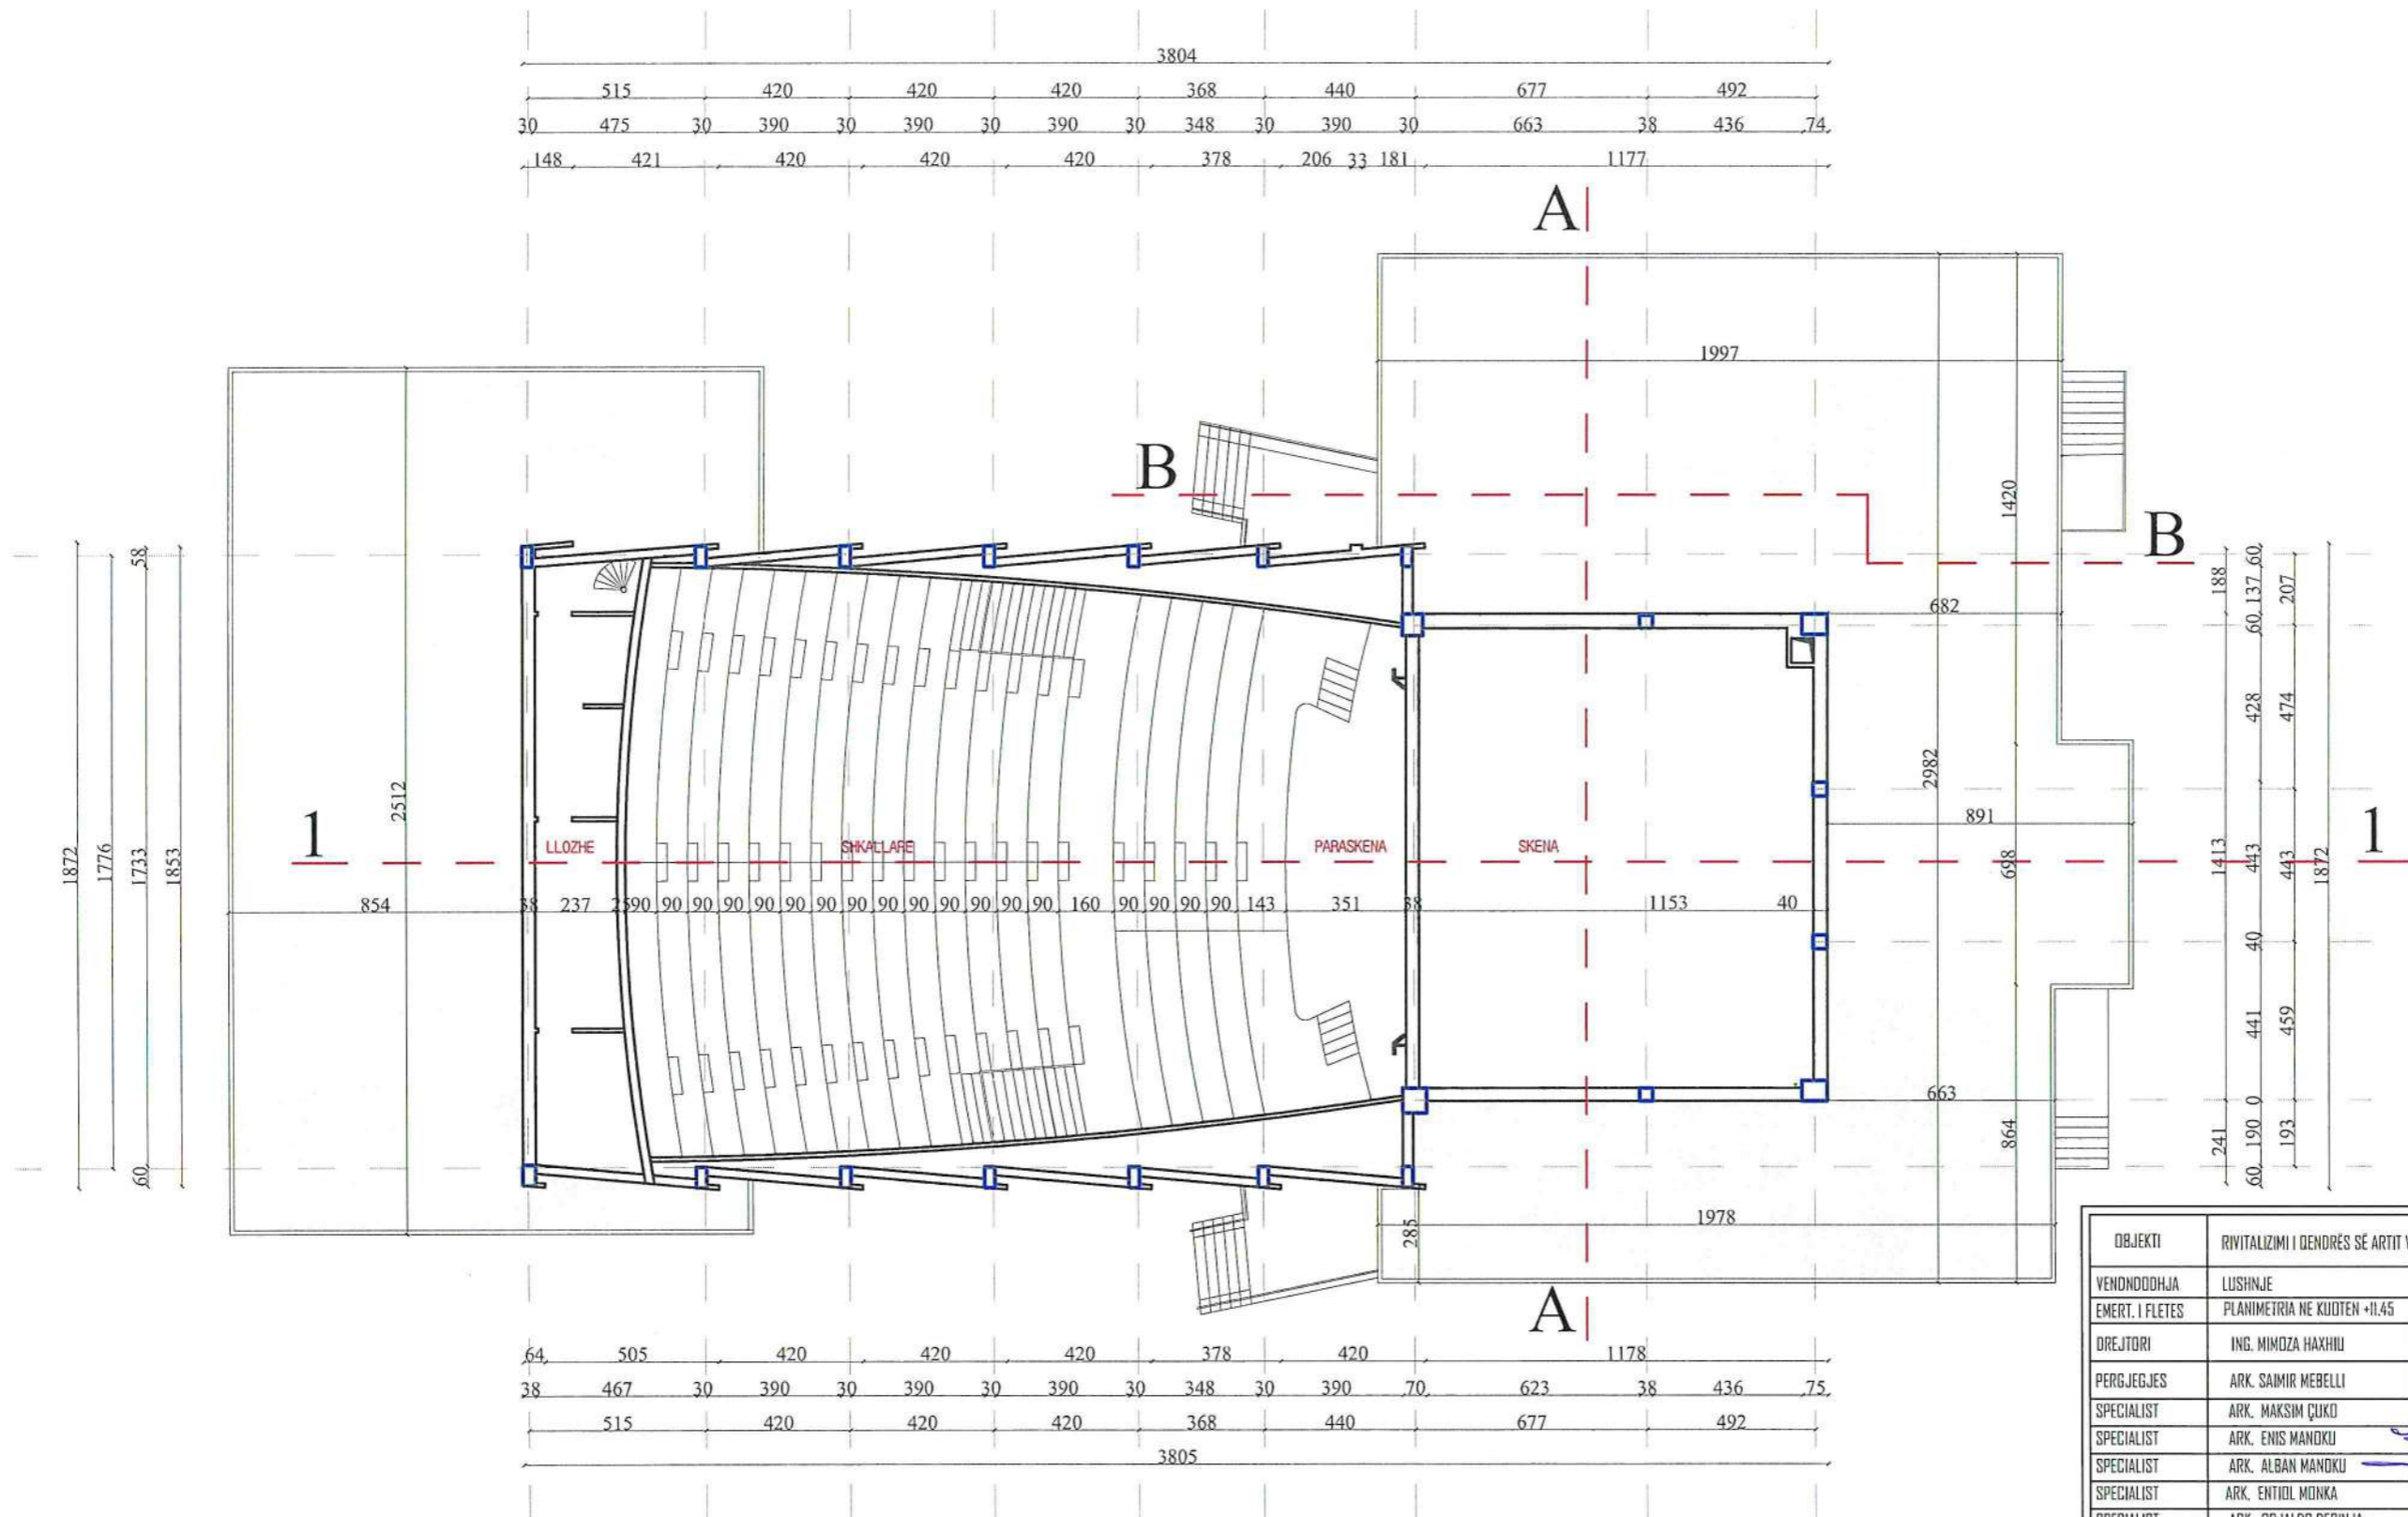 3804
515 420 420 420 368 440 677 492
30 475 30 390 30 390 30 390 30 348 30 390 30 663 38 436 74
148 421 420 420 420 378 206 33 181 1177
A
1997
B
1420
B
58
188
60
137
60
207
682
428
474
2982
2512
1
891
1
1872
1776
1733
1853
LLOZHE SHKALLARE PARASKENA SKENA
1413
443
443
698
1872
854 38 237 25 90 90 90 90 90 90 90 90 90 90 90 90 90 90 160 90 90 90 90 143 351 38 1153 40
40
441
459
663
864
241
190
0
193
60
60
1978
285
A
64 505 420 420 420 378 420 1178
38 467 30 390 30 390 30 390 30 348 30 390 70 623 38 436 75
515 420 420 420 368 440 677 492
3805
OBJEKTI RIVITALIZIMI I QENDRËS SË ARTIT
VENDNDODHJA LUSHNJE
EMERT. I FLETES PLANIMETRIA NE KUOTEN +11.45
DREJTORI ING. MIMOZA HAXHIU
PERGJEGJES ARK. SAIMIR MEBELLI
SPECIALIST ARK. MAKSIM ÇUKO
SPECIALIST ARK. ENIS MANOKU
SPECIALIST ARK. ALBAN MANOKU
SPECIALIST ARK. ENTIOL MONKA